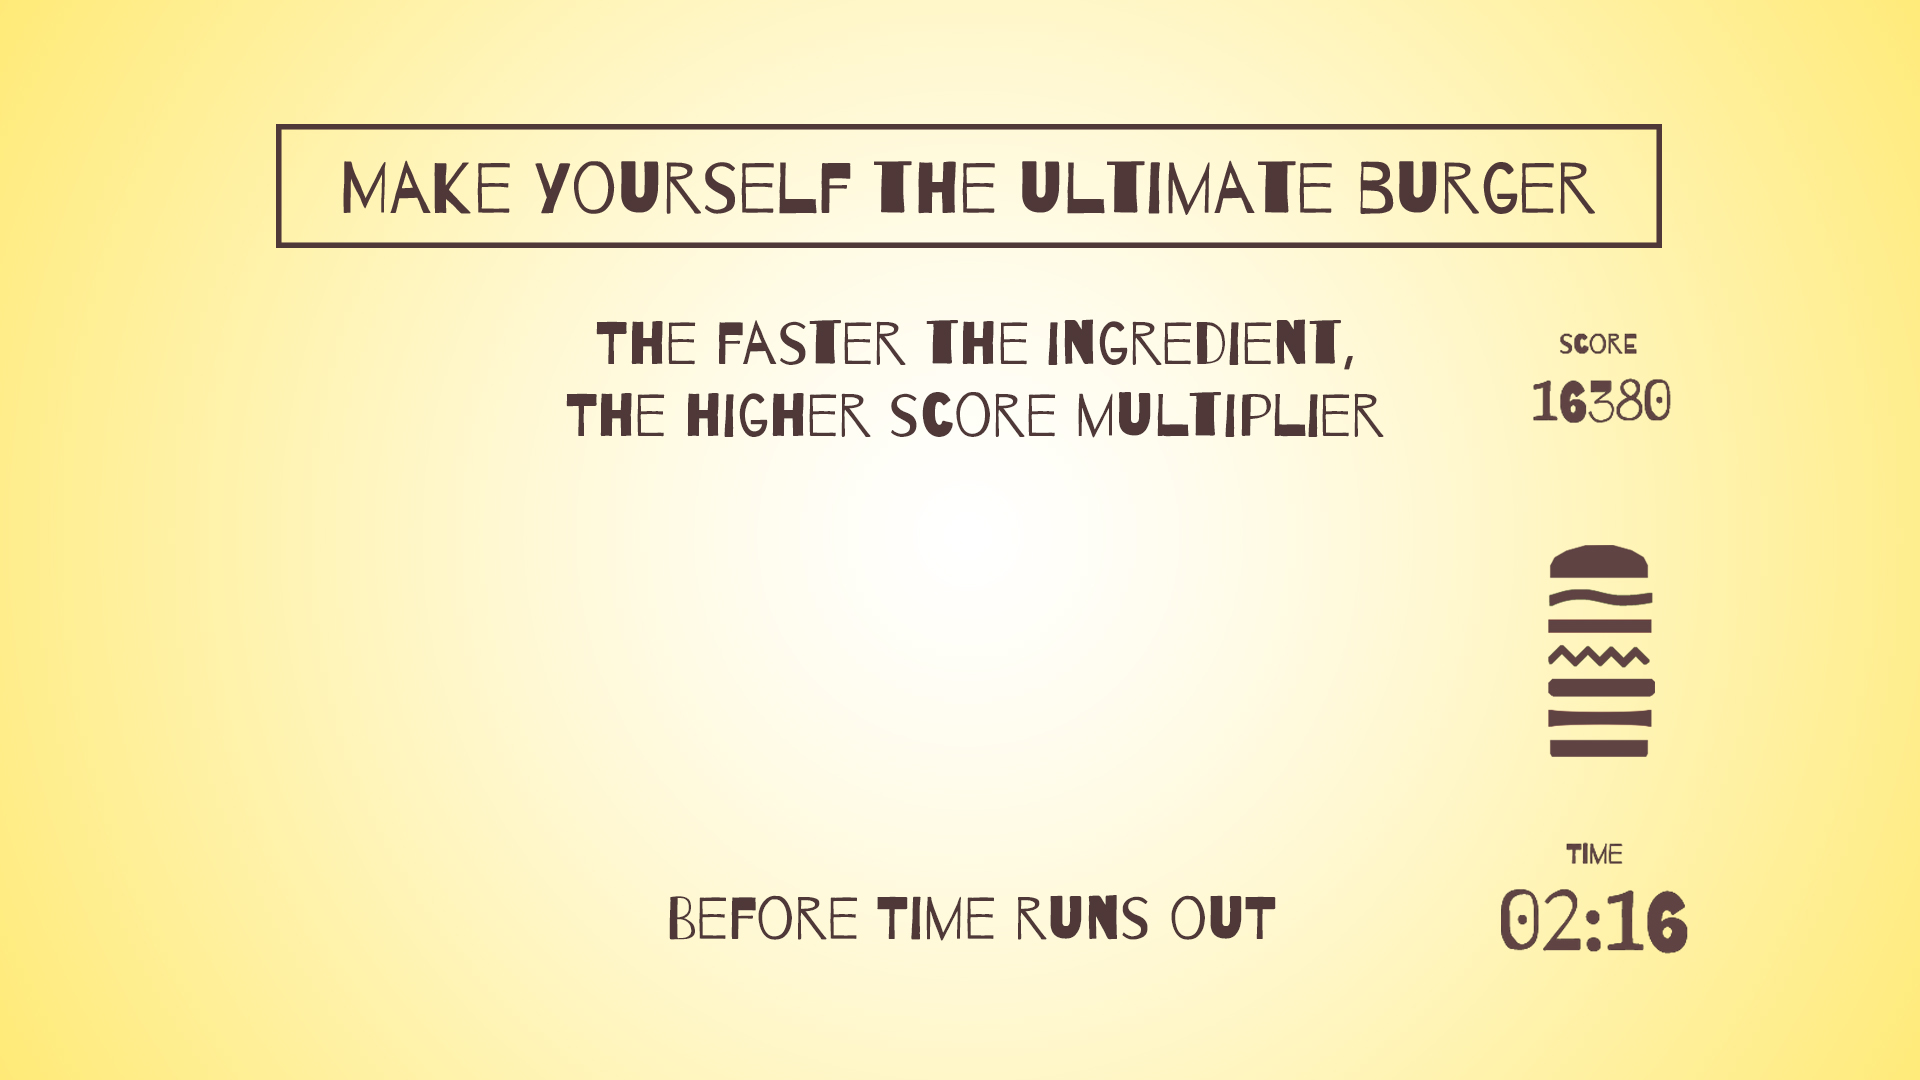 MAKE YOURSELF THE ULTIMATE BURGER
THE FASTER THE INGREDIENT,
THE HIGHER SCORE MULTIPLIER
SCORE
16380
TIME
02:16
BEFORE TIME RUNS OUT